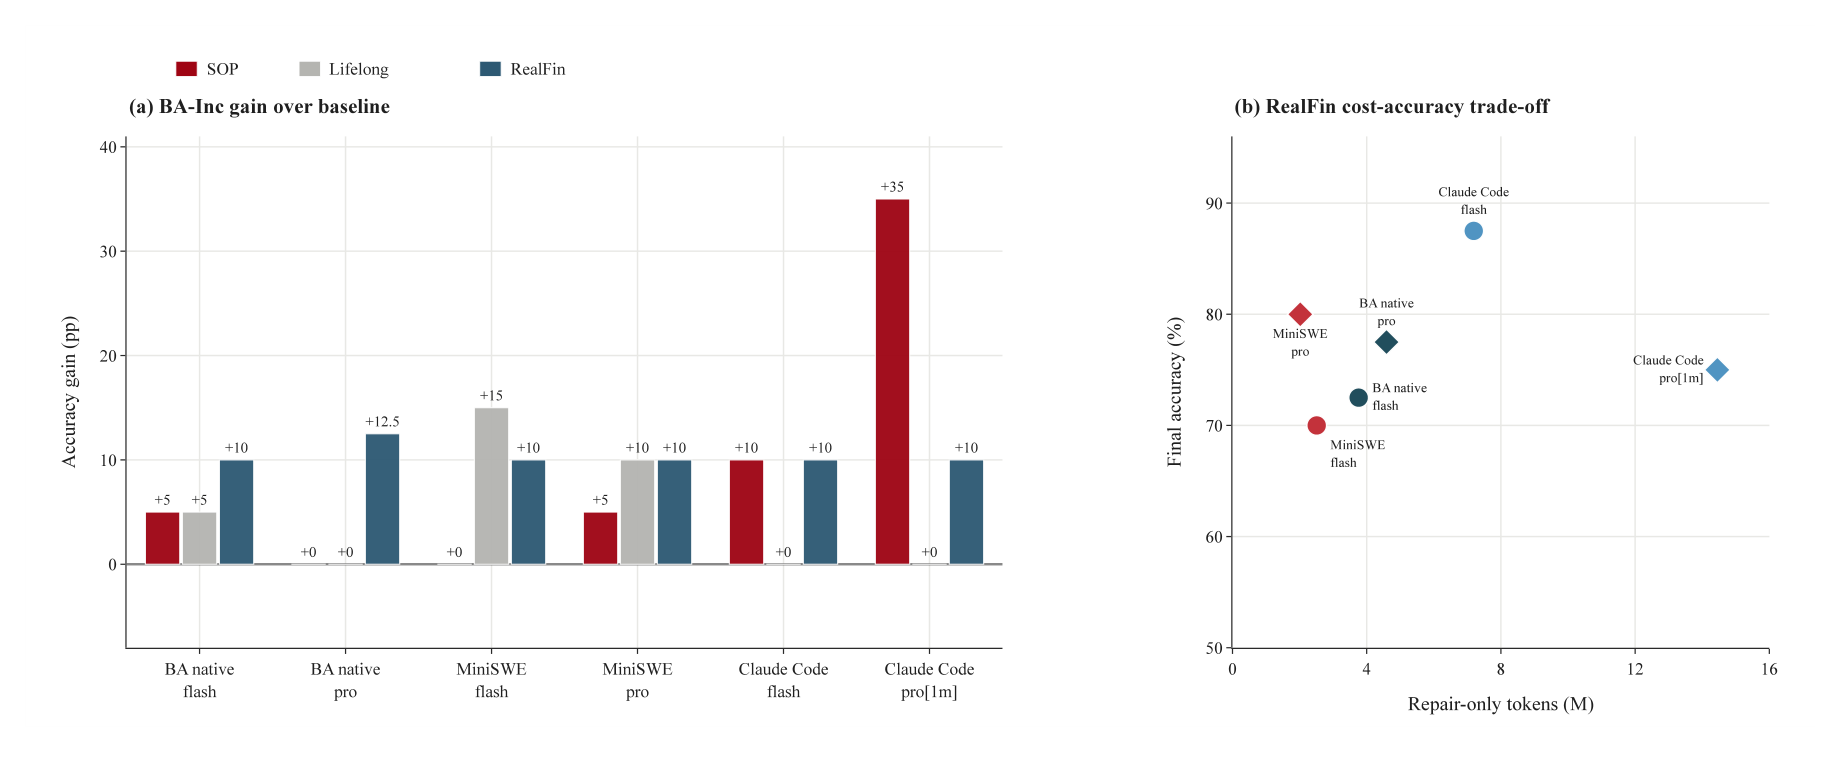 SOP Lifelong RealFin
(a) BA-Inc gain over baseline
Accuracy gain (pp)
40
30
20
10
0
+5 +5 +10
+0 +0 +12.5
+0 +15 +10
+5 +10 +10
+10 +0 +10
+35 +0 +10
BA native
flash
BA native
pro
MiniSWE
flash
MiniSWE
pro
Claude Code
flash
Claude Code
pro[1m]
(b) RealFin cost-accuracy trade-off
Final accuracy (%)
90
80
70
60
50
Claude Code
flash
BA native
pro
MiniSWE
pro
Claude Code
pro[1m]
BA native
flash
MiniSWE
flash
0 4 8 12 16
Repair-only tokens (M)